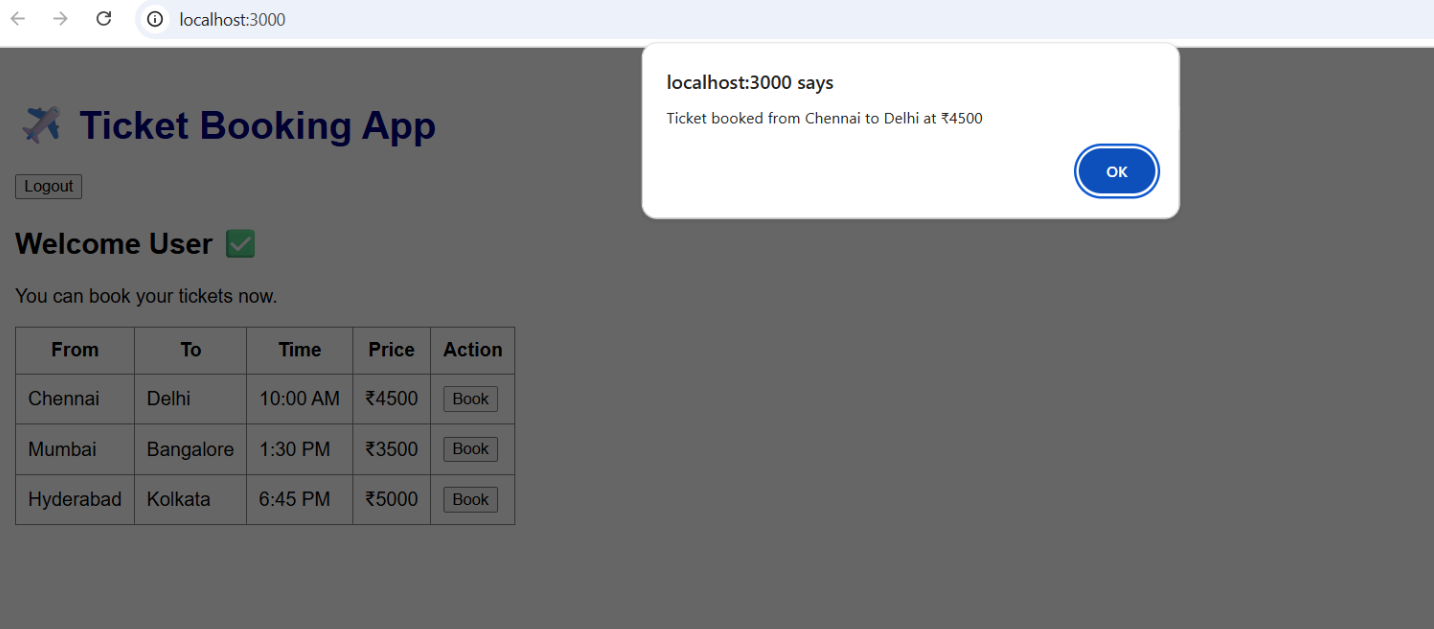 localhost:3000
localhost:3000 says
Ticket booked from Chennai to Delhi at ₹4500
OK
Ticket Booking App
Logout
Welcome User ✅
You can book your tickets now.
From To Time Price Action
Chennai Delhi 10:00 AM ₹4500 Book
Mumbai Bangalore 1:30 PM ₹3500 Book
Hyderabad Kolkata 6:45 PM ₹5000 Book